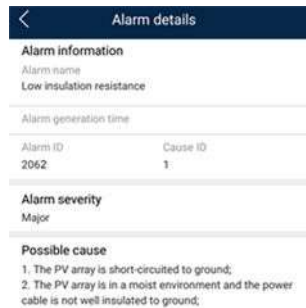 Alarm details
Alarm information
Alarm name
Low insulation resistance
Alarm generation time
Alarm ID Cause ID
2062 1
Alarm severity
Major
Possible cause
1. The PV array is short-circuited to ground;
2. The PV array is in a moist environment and the power
cable is not well insulated to ground;